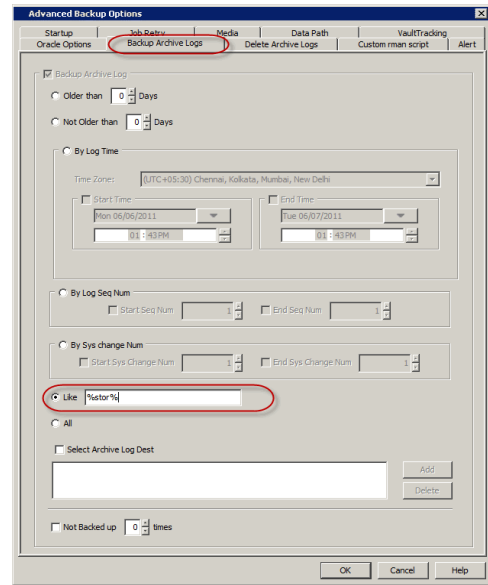 Advanced Backup Options
Startup Job Retry Media Data Path VaultTracking
Oracle Options Backup Archive Logs Delete Archive Logs Custom rman script Alert
Backup Archive Log
Older than 0 Days
Not Older than 0 Days
By Log Time
Time Zone: (UTC+05:30) Chennai, Kolkata, Mumbai, New Delhi
Start Time End Time
Mon 06/06/2011 Tue 06/07/2011
01 : 43PM 01 : 43PM
By Log Seq Num
Start Seq Num 1 End Seq Num 1
By Sys change Num
Start Sys Change Num 1 End Sys Change Num 1
Like %stor%
All
Select Archive Log Dest
Add
Delete
Not Backed up 0 times
OK Cancel Help